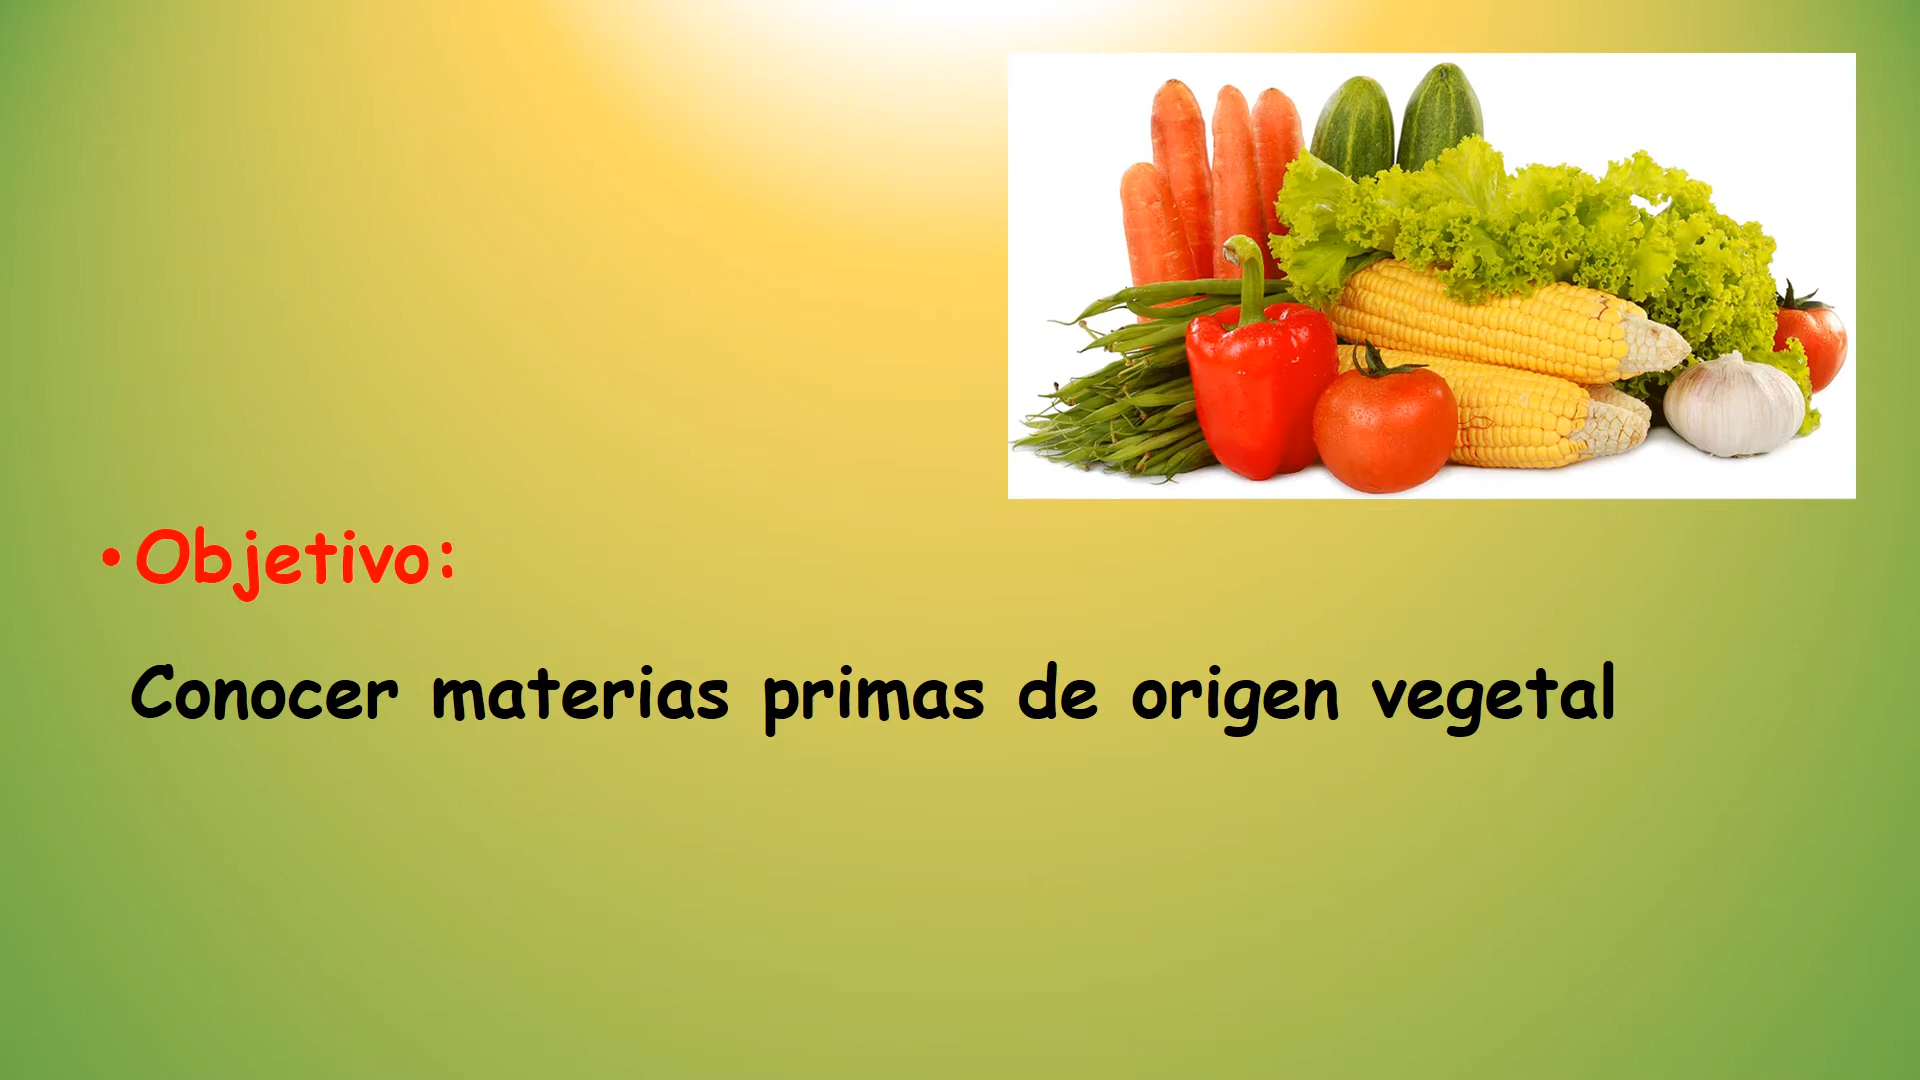 • Objetivo:
Conocer materias primas de origen vegetal